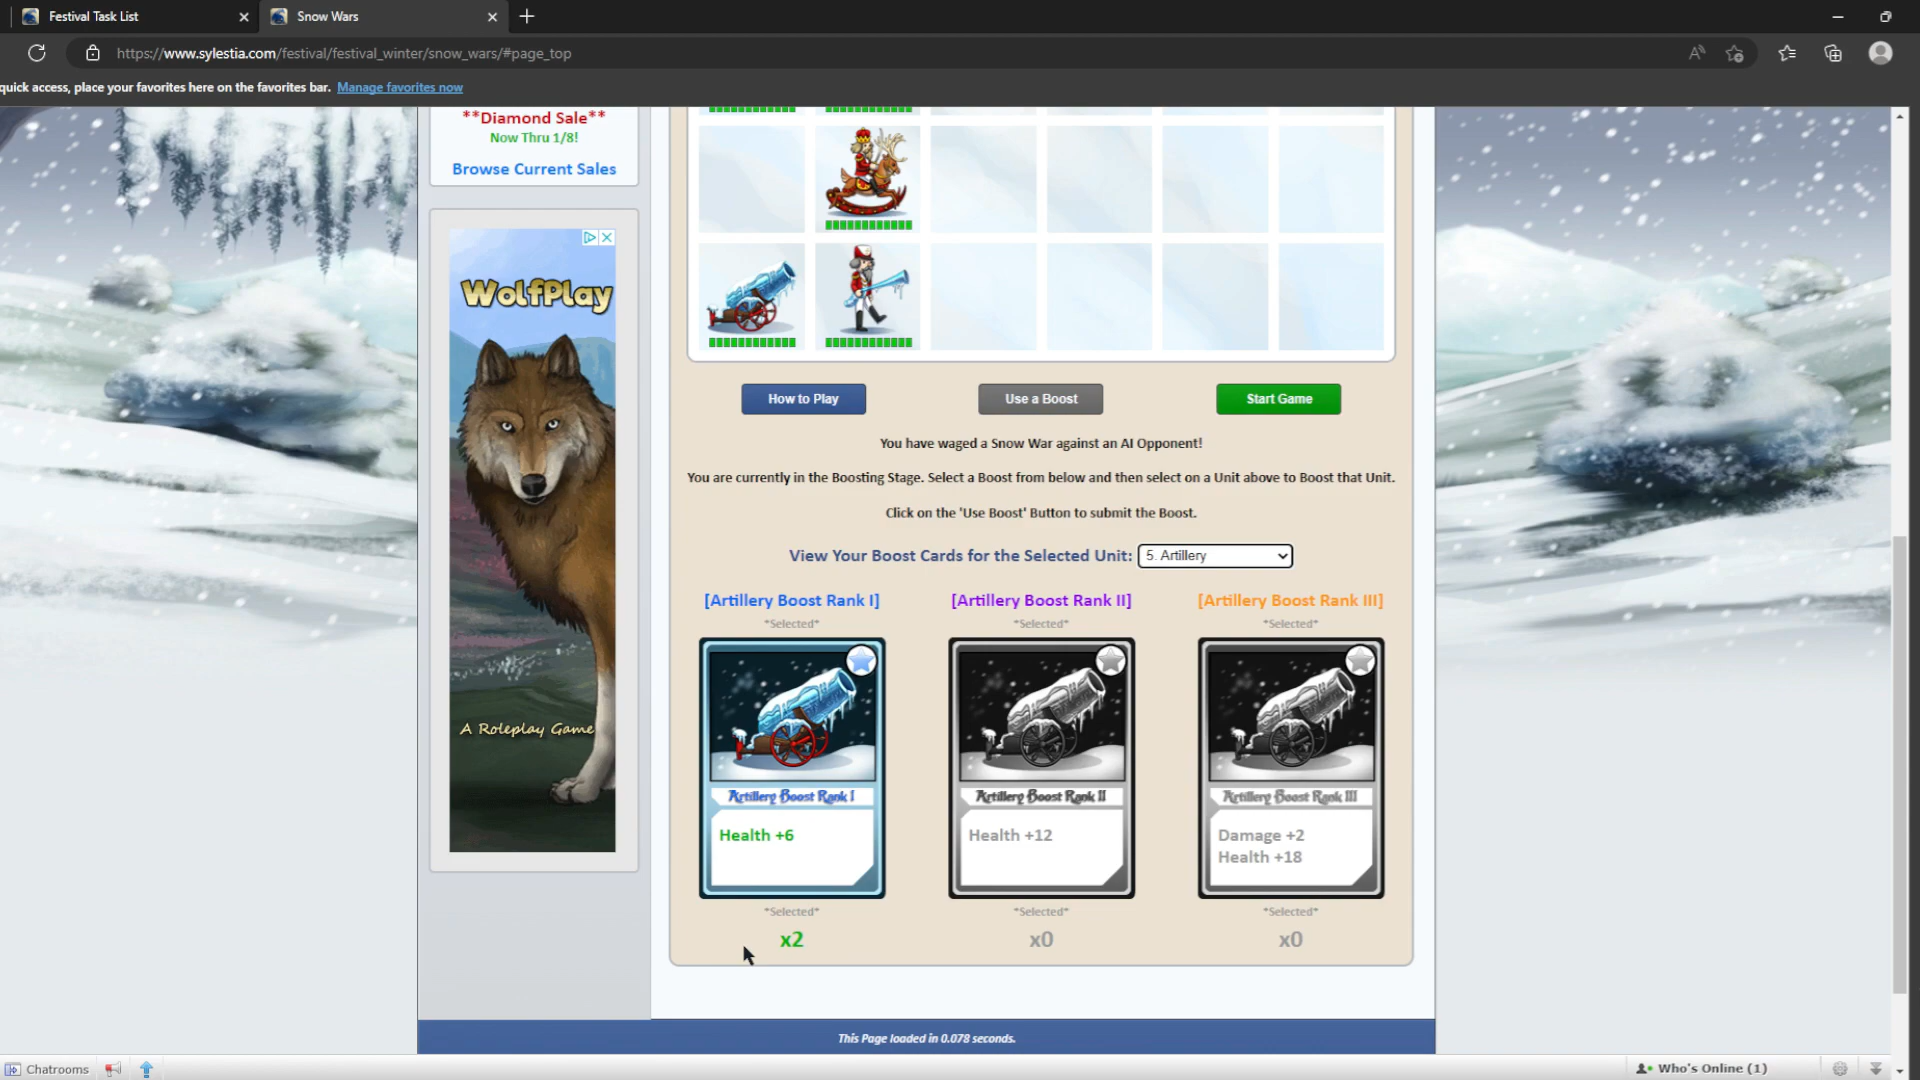 Festival Task List
Snow Wars
https://www.sylestia.com/festival/festival_winter/snow_wars/#page_top
quick access, place your favorites here on the favorites bar. Manage favorites now
**Diamond Sale**
Now Thru 1/8!
Browse Current Sales
WolfPlay
A Roleplay Game
How to Play
Use a Boost
Start Game
You have waged a Snow War against an AI Opponent!
You are currently in the Boosting Stage. Select a Boost from below and then select on a Unit above to Boost that Unit.
Click on the 'Use Boost' Button to submit the Boost.
View Your Boost Cards for the Selected Unit: 5. Artillery
[Artillery Boost Rank I]
*Selected*
Artillery Boost Rank I
Health +6
*Selected*
x2
[Artillery Boost Rank II]
*Selected*
Artillery Boost Rank II
Health +12
*Selected*
x0
[Artillery Boost Rank III]
*Selected*
Artillery Boost Rank III
Damage +2
Health +18
*Selected*
x0
This Page loaded in 0.078 seconds.
Chatrooms
Who's Online (1)